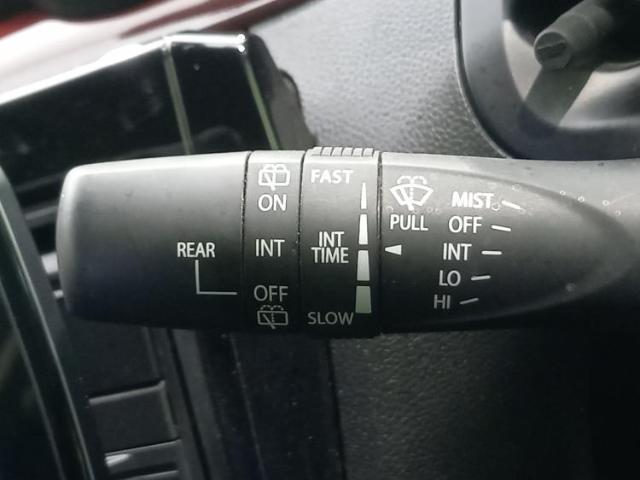 REAR
ON
INT
OFF
FAST
INT
TIME
SLOW
PULL
MIST
OFF
INT
LO
HI